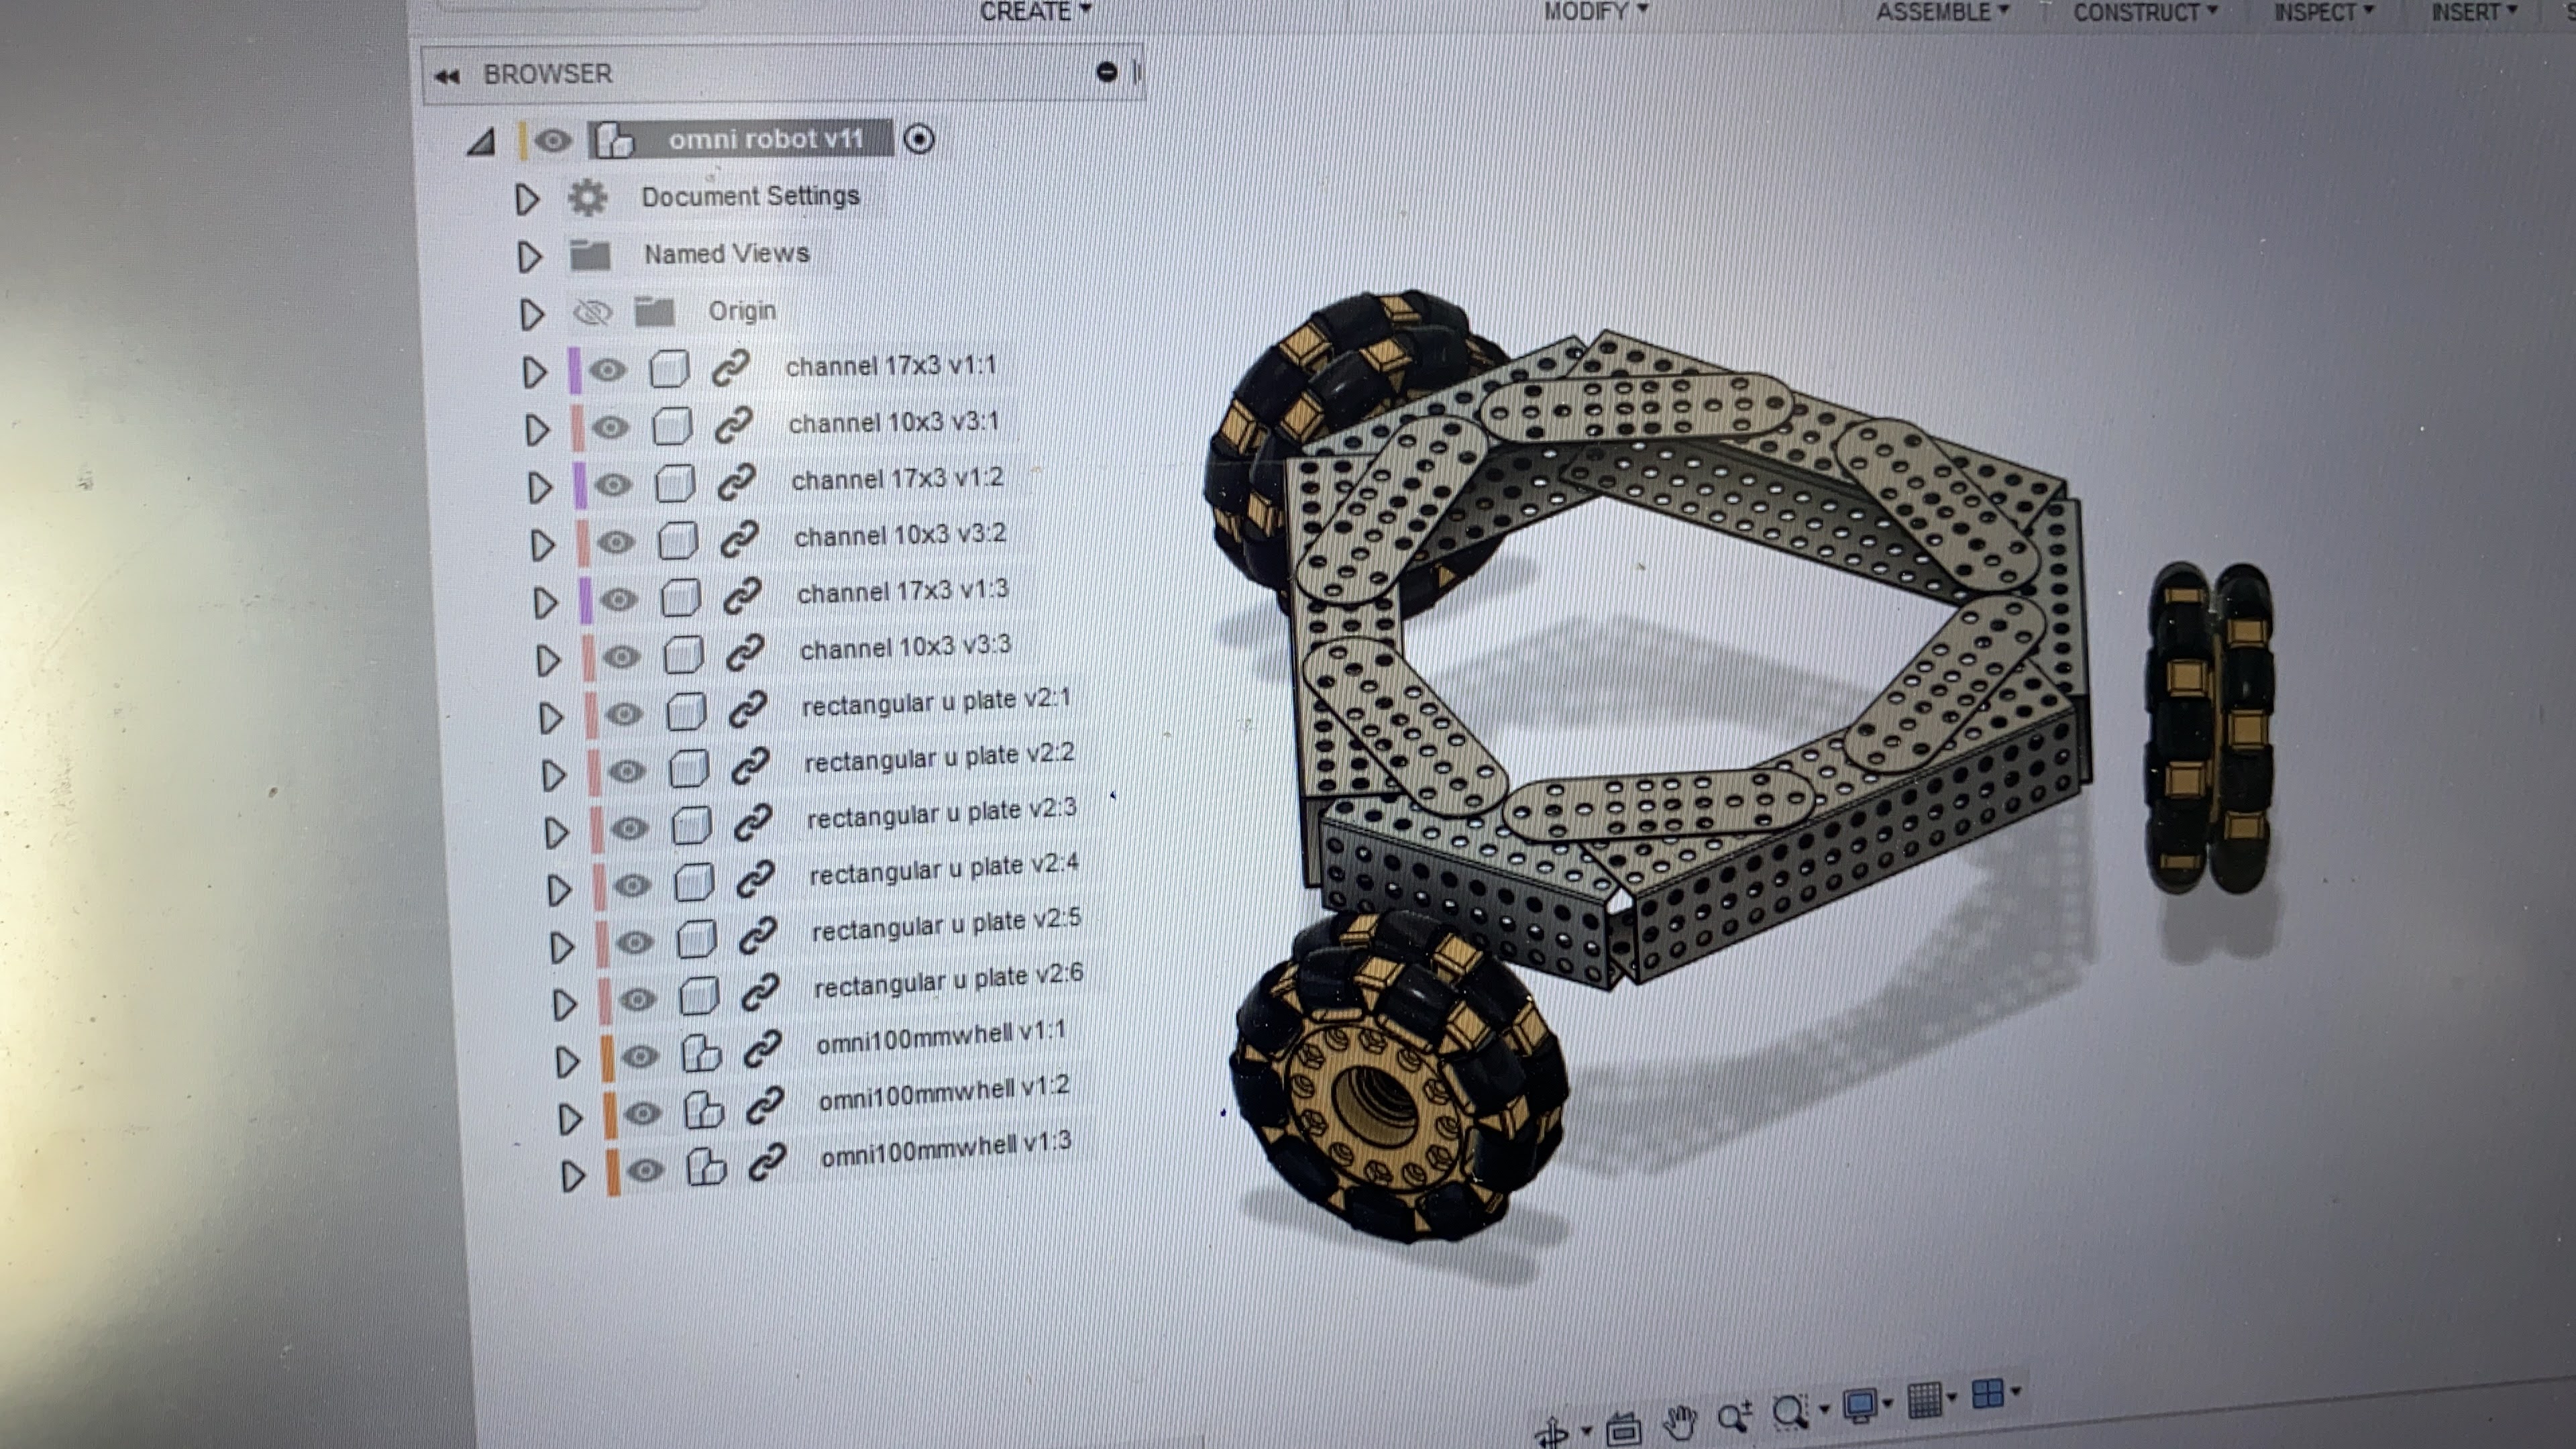 CREATE MODIFY ASSEMBLE CONSTRUCT INSPECT INSERT
BROWSER
omni robot v11
Document Settings
Named Views
Origin
channel 17x3 v1:1
channel 10x3 v3:1
channel 17x3 v1:2
channel 10x3 v3:2
channel 17x3 v1:3
channel 10x3 v3:3
rectangular u plate v2:1
rectangular u plate v2:2
rectangular u plate v2:3
rectangular u plate v2:4
rectangular u plate v2:5
rectangular u plate v2:6
omni100mmwhell v1:1
omni100mmwhell v1:2
omni100mmwhell v1:3